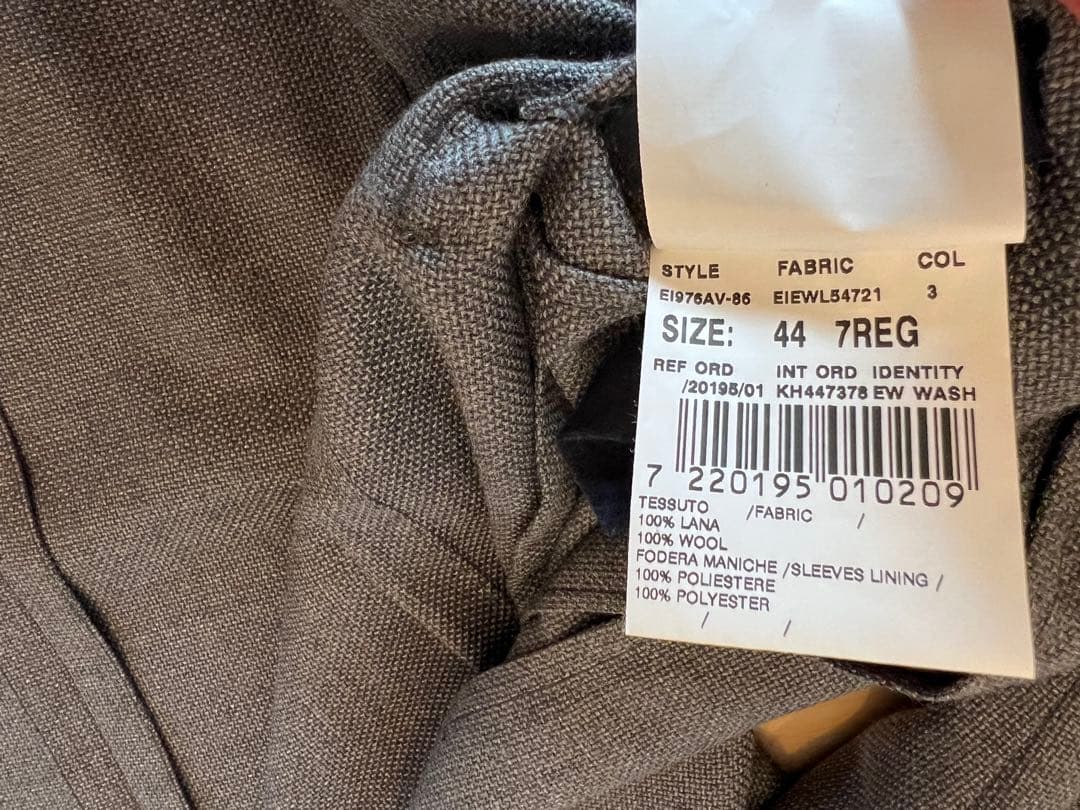 STYLE FABRIC COL
EI976AV-86 EIEWL54721 3
SIZE: 44 7REG
REF ORD INT ORD IDENTITY
/20195/01 KH447378 EW WASH
7 220195 010209
TESSUTO /FABRIC /
100% LANA
100% WOOL
FODERA MANICHE /SLEEVES LINING /
100% POLIESTERE
100% POLYESTER
/ /